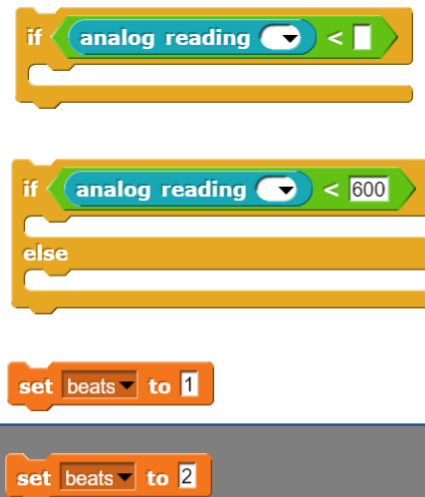 if analog reading <
if analog reading < 600
else
set beats to 1
set beats to 2